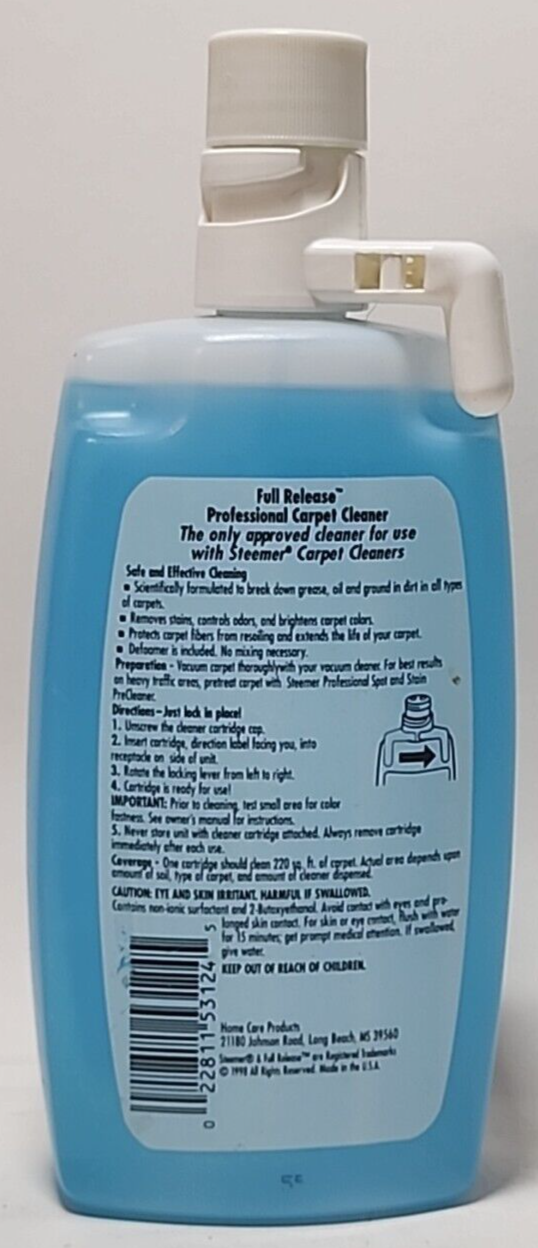 Full Release™
Professional Carpet Cleaner
The only approved cleaner for use
with Steemer® Carpet Cleaners
Safe and Effective Cleaning
▪ Scientifically formulated to break down grease, oil and ground in dirt in all types
of carpets.
▪ Removes stains, controls odors, and brightens carpet colors.
▪ Protects carpet fibers from resoiling and extends the life of your carpet.
▪ Defoamer is included. No mixing necessary.
Preparation - Vacuum carpet thoroughlywith your vacuum cleaner. For best results
on heavy traffic areas, pretreat carpet with Steemer Professional Spot and Stain
PreCleaner.
Directions – Just lock in place!
1. Unscrew the cleaner cartridge cap.
2. Insert cartridge, direction label facing you, into
receptacle on side of unit.
3. Rotate the locking lever from left to right.
4. Cartridge is ready for use!
IMPORTANT: Prior to cleaning, test small area for color
fastness. See owner's manual for instructions.
5. Never store unit with cleaner cartridge attached. Always remove cartridge
immediately after each use.
Coverage - One cartridge should clean 220 sq. ft. of carpet. Actual area depends upon
amount of soil, type of carpet, and amount of cleaner dispensed.
CAUTION: EYE AND SKIN IRRITANT. HARMFUL IF SWALLOWED.
Contains non-ionic surfactant and 2-Butoxyethanol. Avoid contact with eyes and pro-
longed skin contact. For skin or eye contact, flush with water
for 15 minutes; get prompt medical attention. If swallowed,
give water.
KEEP OUT OF REACH OF CHILDREN.
0 22811 53124 5
Home Care Products
21180 Johnson Road, Long Beach, MS 39560
Steemer® & Full Release™ are Registered Trademarks
© 1998 All Rights Reserved. Made in the U.S.A.